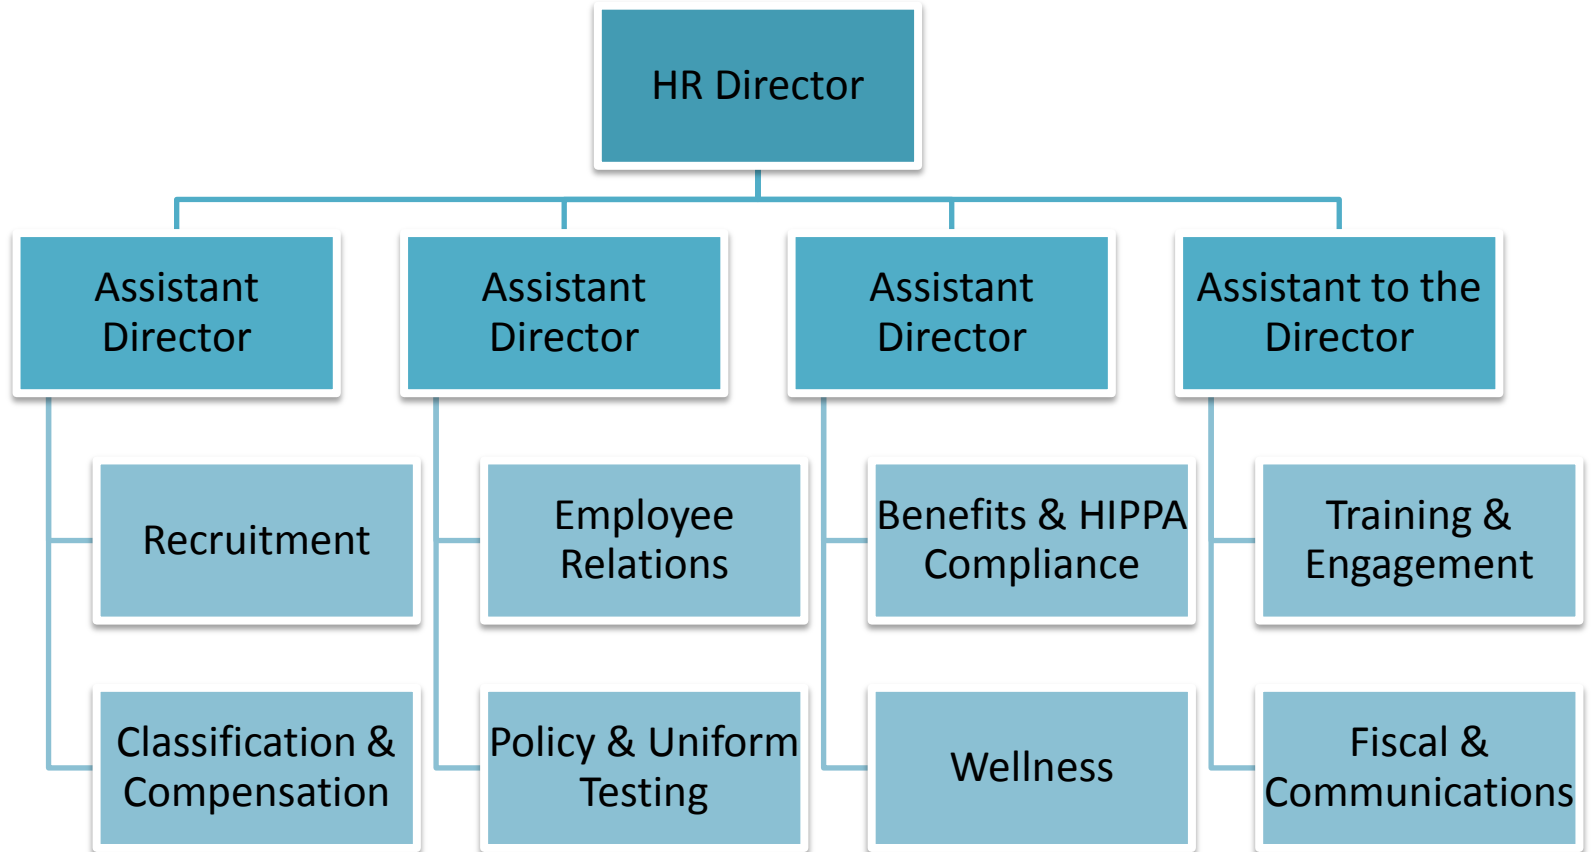 HR Director
Assistant
Director
Assistant
Director
Assistant
Director
Assistant to the
Director
Recruitment
Employee
Relations
Benefits & HIPPA
Compliance
Training &
Engagement
Classification &
Compensation
Policy & Uniform
Testing
Wellness
Fiscal &
Communications